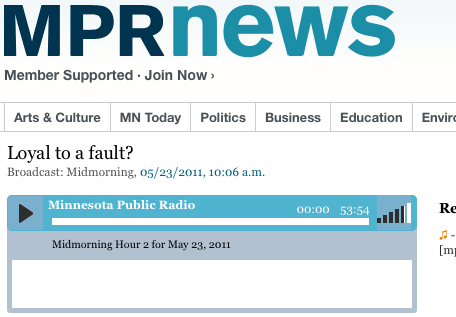 MPRnews
Member Supported · Join Now ›
Arts & Culture MN Today Politics Business Education Enviro
Loyal to a fault?
Broadcast: Midmorning, 05/23/2011, 10:06 a.m.
Minnesota Public Radio 00:00 53:54
Re
Midmorning Hour 2 for May 23, 2011
♫ -
[mp